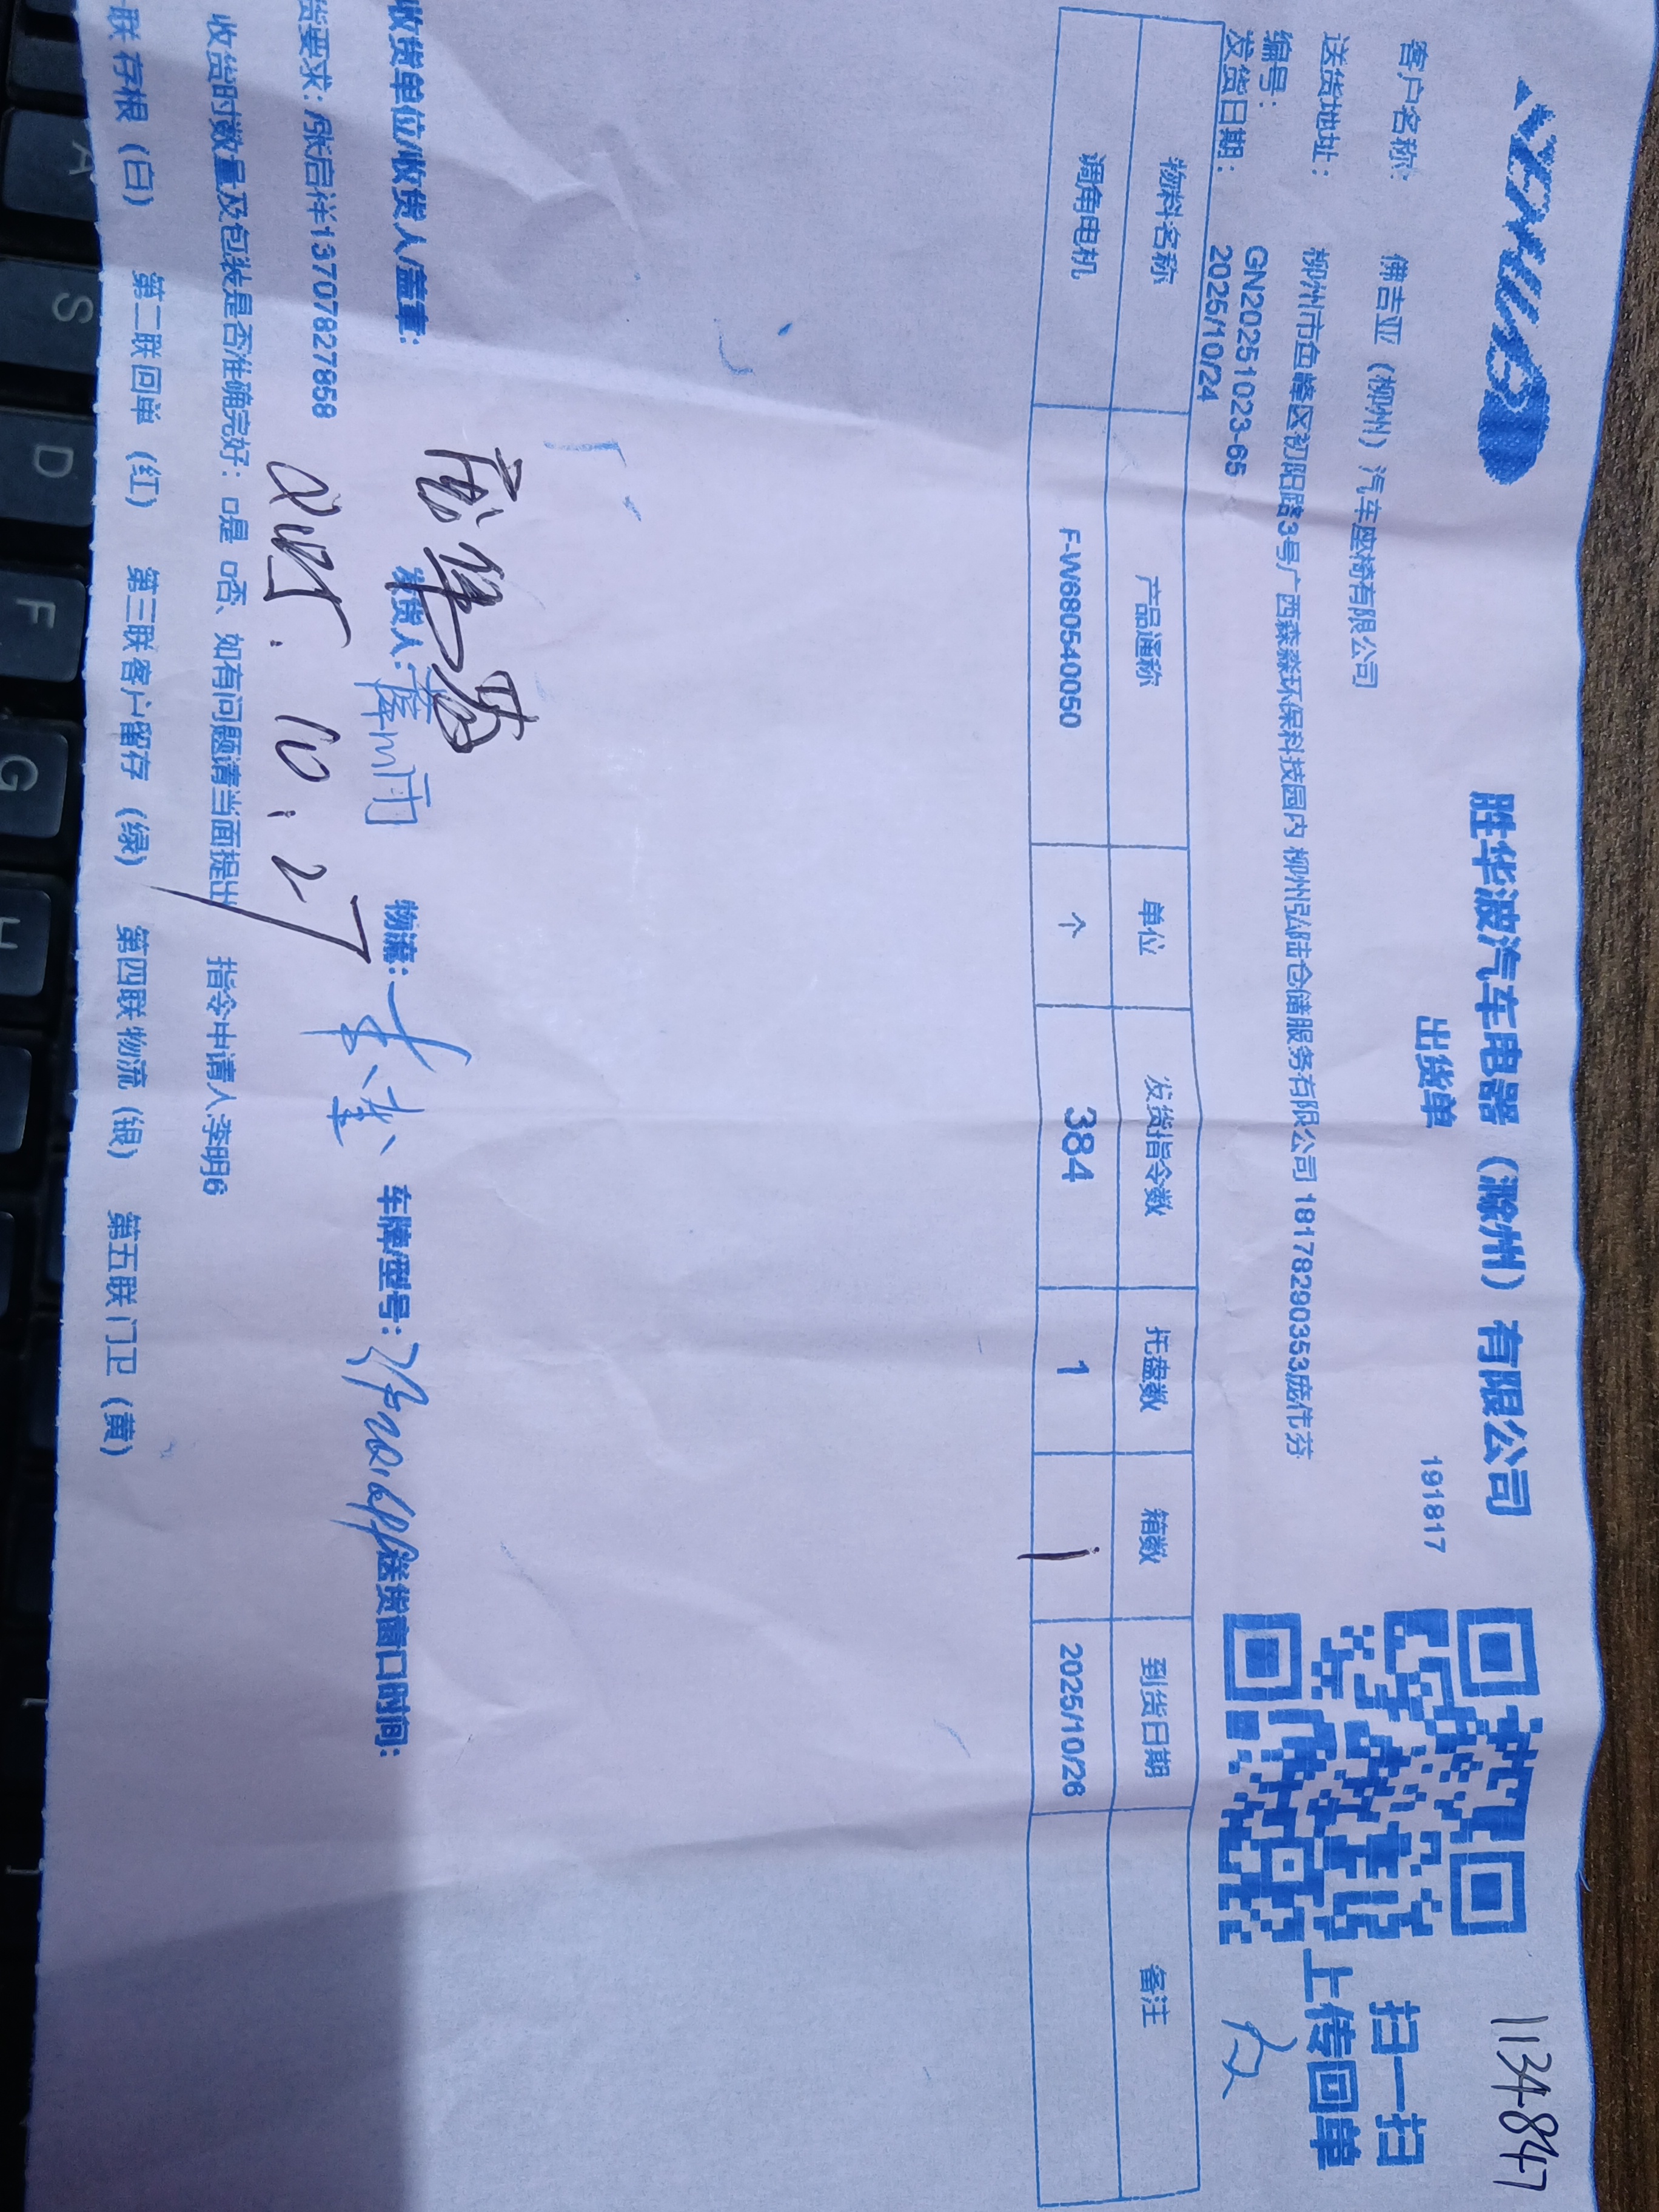 胜华波汽车电器（滁州）有限公司
出货单
191817
1134-847
扫一扫
上传回单
客户名称: 佛吉亚（柳州）汽车座椅有限公司
送货地址: 柳州市鱼峰区初阳路3号广西森淼环保科技园内 柳州泓陆仓储服务有限公司 18178290353庞伟芬
编号: GN20251023-65
发货日期: 2025/10/24
物料名称 产品通称 单位 发货指令数 托盘数 箱数 到货日期 备注
调角电机 F-W680540050 个 384 1 1 2025/10/26
收货单位/收货人/盖章: 发货人: 物流: 车牌/型号: 送货窗口时间:
货要求: 张启洋13707827858
2025. 10. 27
收货时数量及包装是否准确完好: □是 □否、如有问题请当面提出 指令申请人:李明6
联 存根（白） 第二联回单（红） 第三联客户留存（绿） 第四联物流（银） 第五联门卫（黄）